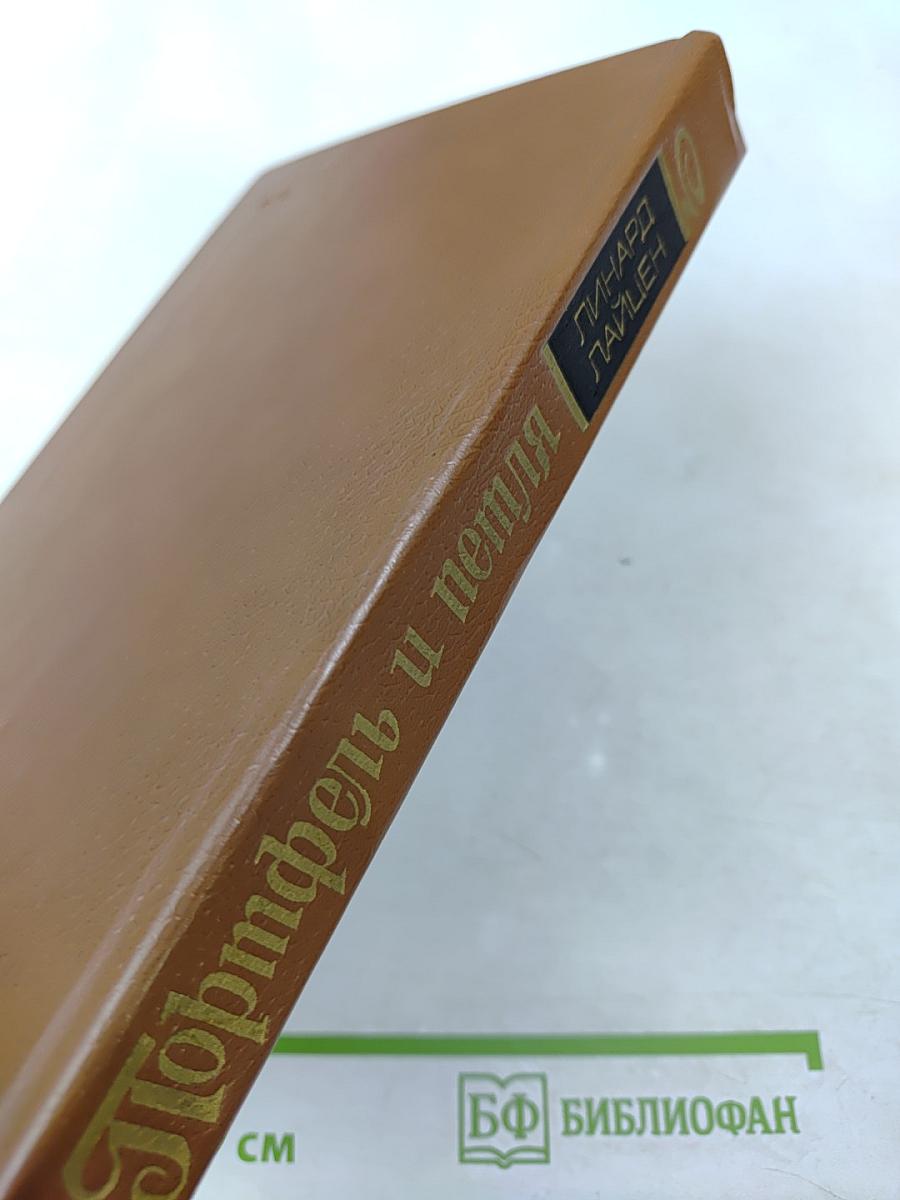 ЛИНАРД
ЛАЙЦЕН
Портфель и петля
см
БФ БИБЛИОФАН